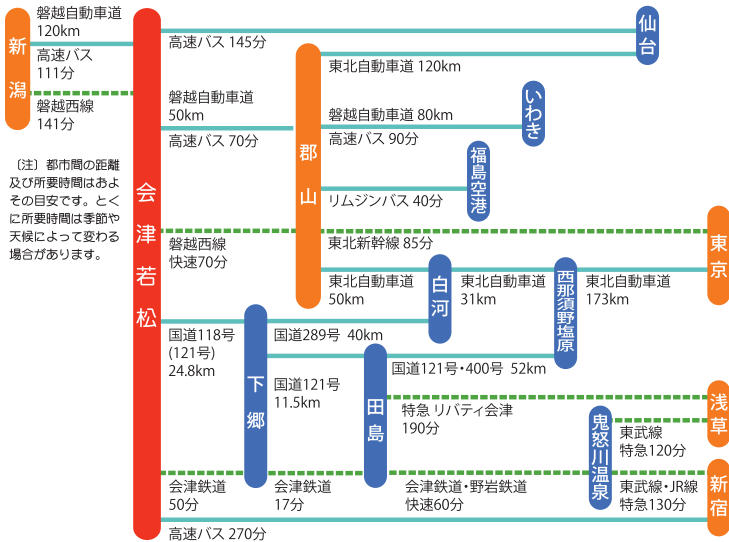 磐越自動車道
120km
高速バス
111分
新潟
磐越西線
141分
〔注〕都市間の距離
及び所要時間はおよ
その目安です。とく
に所要時間は季節や
天候によって変わる
場合があります。
会津若松
高速バス 145分
仙台
東北自動車道 120km
磐越自動車道
50km
高速バス 70分
郡山
磐越自動車道 80km
高速バス 90分
いわき
リムジンバス 40分
福島空港
磐越西線
快速70分
東北新幹線 85分
東京
東北自動車道
50km
白河
東北自動車道
31km
西那須野塩原
東北自動車道
173km
国道118号
(121号)
24.8km
下郷
国道289号 40km
国道121号
11.5km
田島
国道121号・400号 52km
特急 リバティ会津
190分
浅草
鬼怒川温泉
東武線
特急120分
会津鉄道
50分
会津鉄道
17分
会津鉄道・野岩鉄道
快速60分
東武線・JR線
特急130分
新宿
高速バス 270分